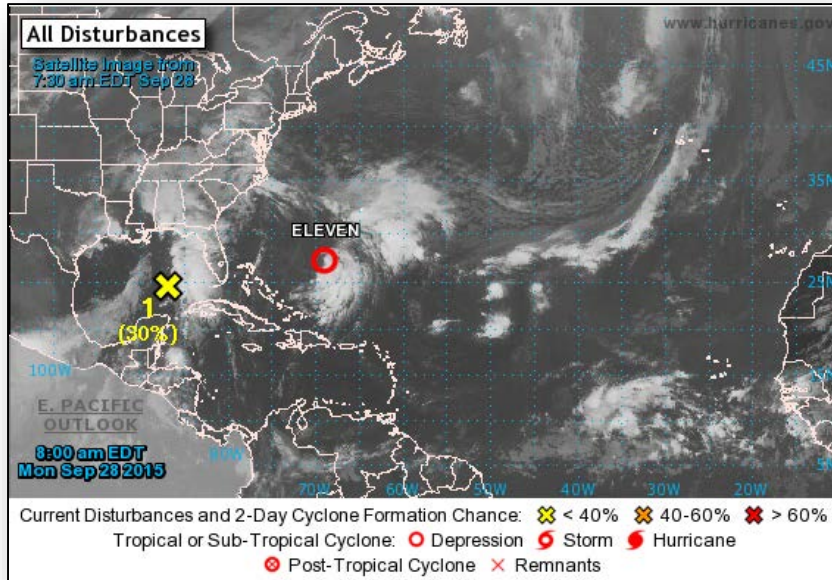 All Disturbances
www.hurricanes.gov
Satellite Image from
7:30 am EDT Sep 28
45N
35N
ELEVEN
25N
1
(30%)
100W
15N
E. PACIFIC
OUTLOOK
8:00 am EDT
Mon Sep 28 2015
80W
70W 60W 50W 40W 30W 20W
Current Disturbances and 2-Day Cyclone Formation Chance: < 40% 40-60% > 60%
Tropical or Sub-Tropical Cyclone: Depression Storm Hurricane
Post-Tropical Cyclone Remnants